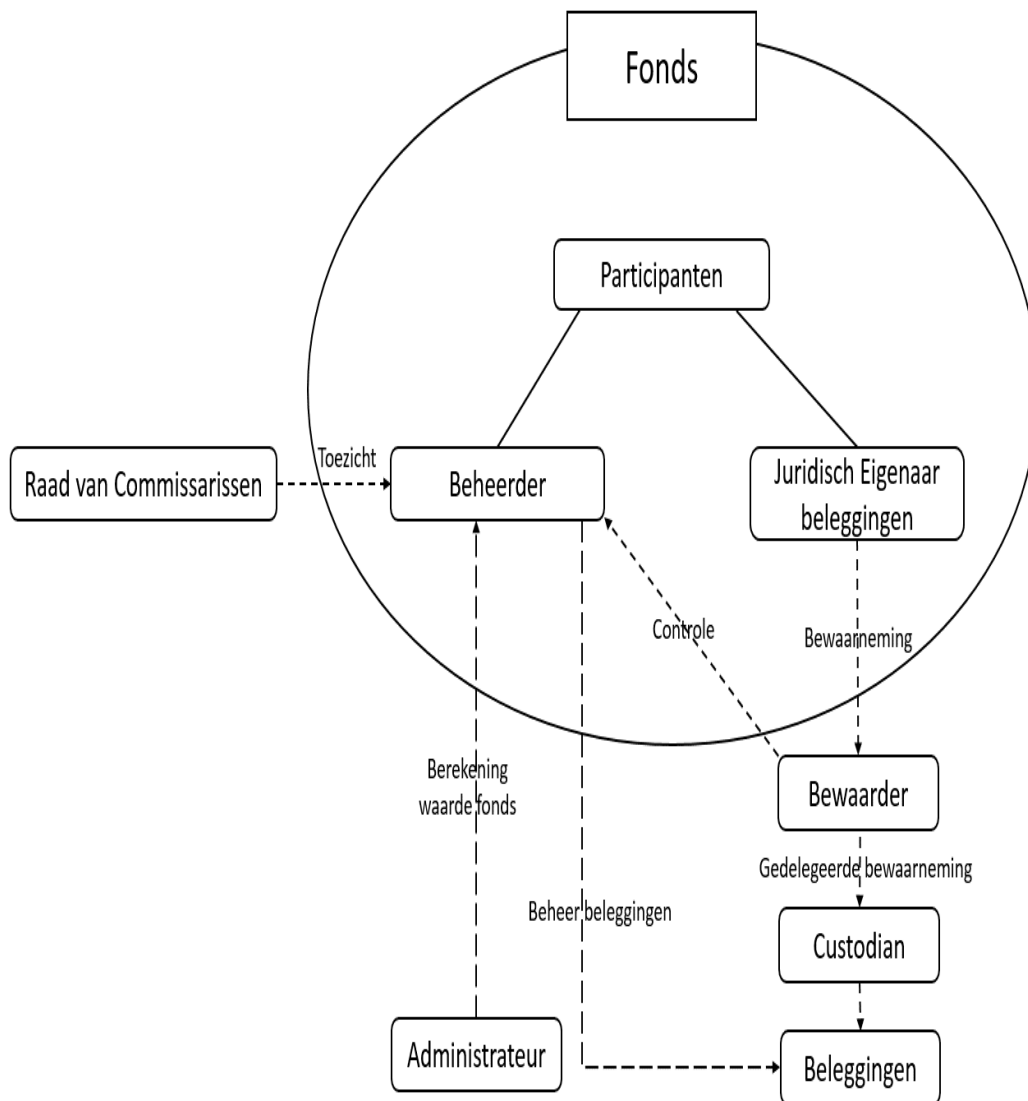 Fonds
Participanten
Toezicht
Raad van Commissarissen
Beheerder
Juridisch Eigenaar
beleggingen
Controle
Bewaarneming
Berekening
waarde fonds
Bewaarder
Gedelegeerde bewaarneming
Beheer beleggingen
Custodian
Administrateur
Beleggingen